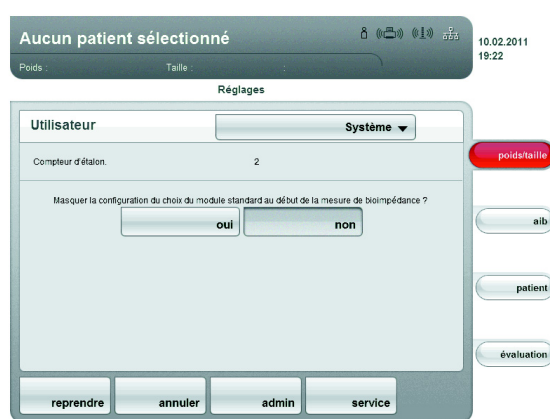 Aucun patient sélectionné
10.02.2011
19:22
Poids : Taille : :
Réglages
Utilisateur
Système
Compteur d'étalon. 2
Masquer la configuration du choix du module standard au début de la mesure de bioimpédance ?
oui non
poids/taille
aib
patient
évaluation
reprendre annuler admin service